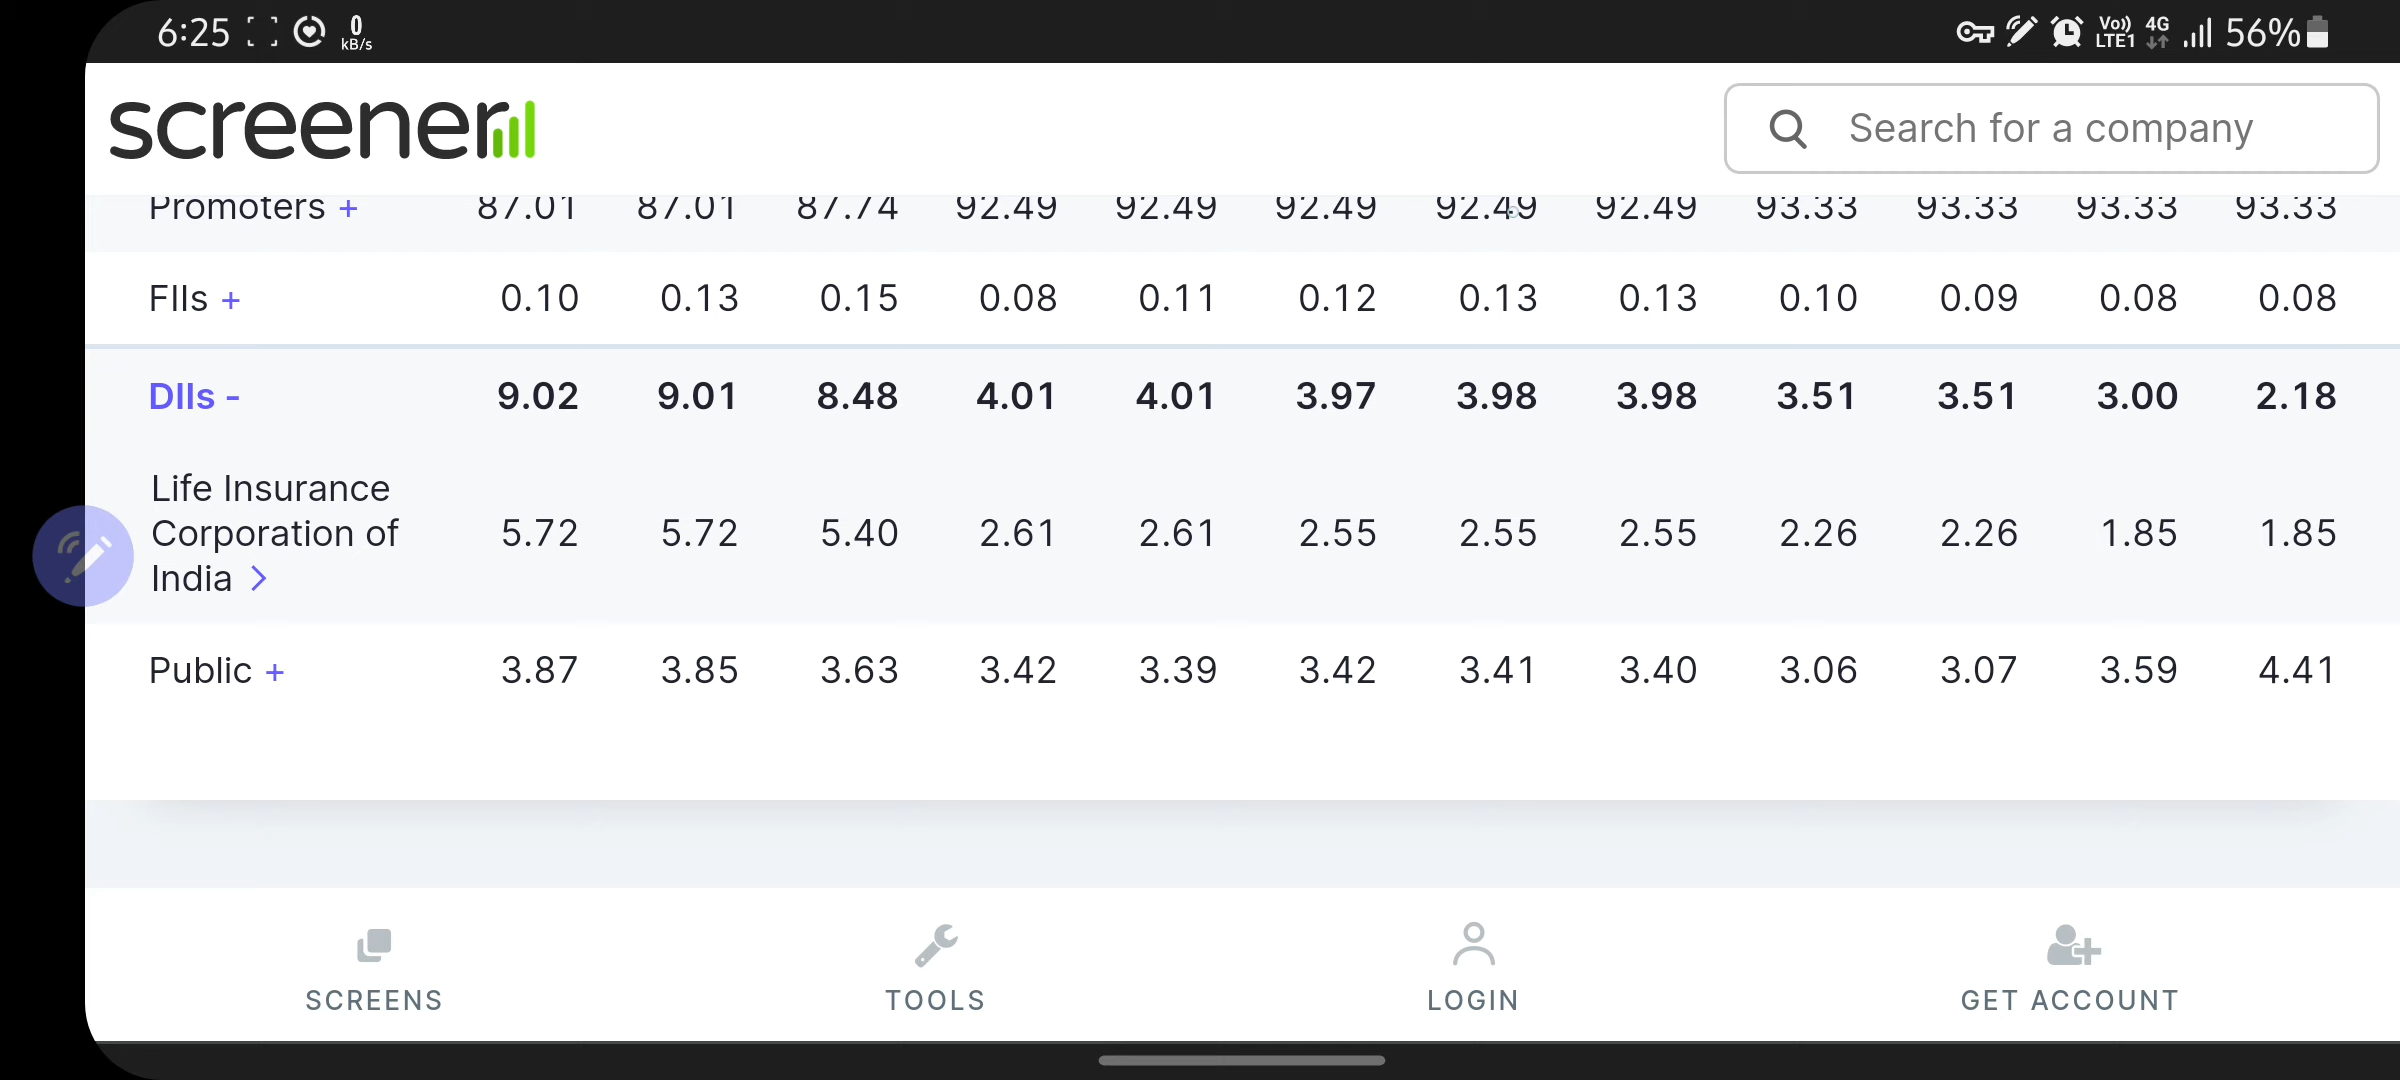 6:25 0 kB/s Vo)) LTE1 4G 56%
screener
Search for a company
Promoters + 87.01 87.01 87.74 92.49 92.49 92.49 92.49 92.49 93.33 93.33 93.33 93.33
FIIs + 0.10 0.13 0.15 0.08 0.11 0.12 0.13 0.13 0.10 0.09 0.08 0.08
DIIs - 9.02 9.01 8.48 4.01 4.01 3.97 3.98 3.98 3.51 3.51 3.00 2.18
Life Insurance
Corporation of 5.72 5.72 5.40 2.61 2.61 2.55 2.55 2.55 2.26 2.26 1.85 1.85
India >
Public + 3.87 3.85 3.63 3.42 3.39 3.42 3.41 3.40 3.06 3.07 3.59 4.41
SCREENS TOOLS LOGIN GET ACCOUNT